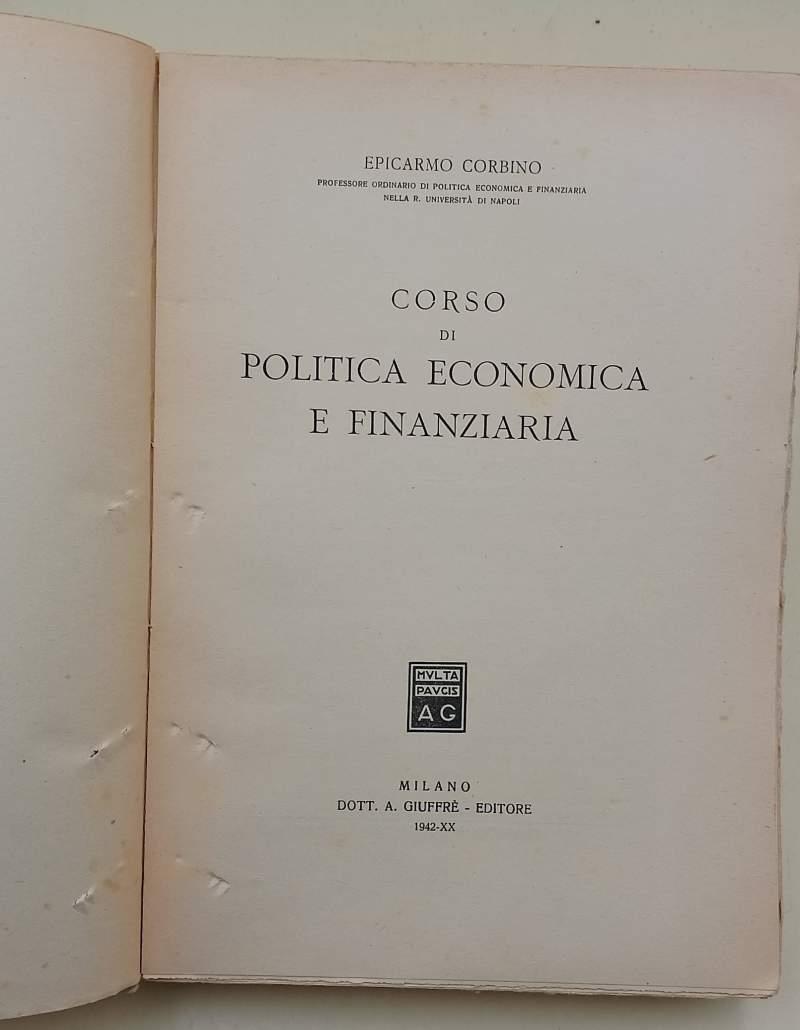 EPICARMO CORBINO
PROFESSORE ORDINARIO DI POLITICA ECONOMICA E FINANZIARIA
NELLA R. UNIVERSITÀ DI NAPOLI
CORSO
DI
POLITICA ECONOMICA
E FINANZIARIA
MVLTA
PAVCIS
AG
MILANO
DOTT. A. GIUFFRÈ - EDITORE
1942-XX